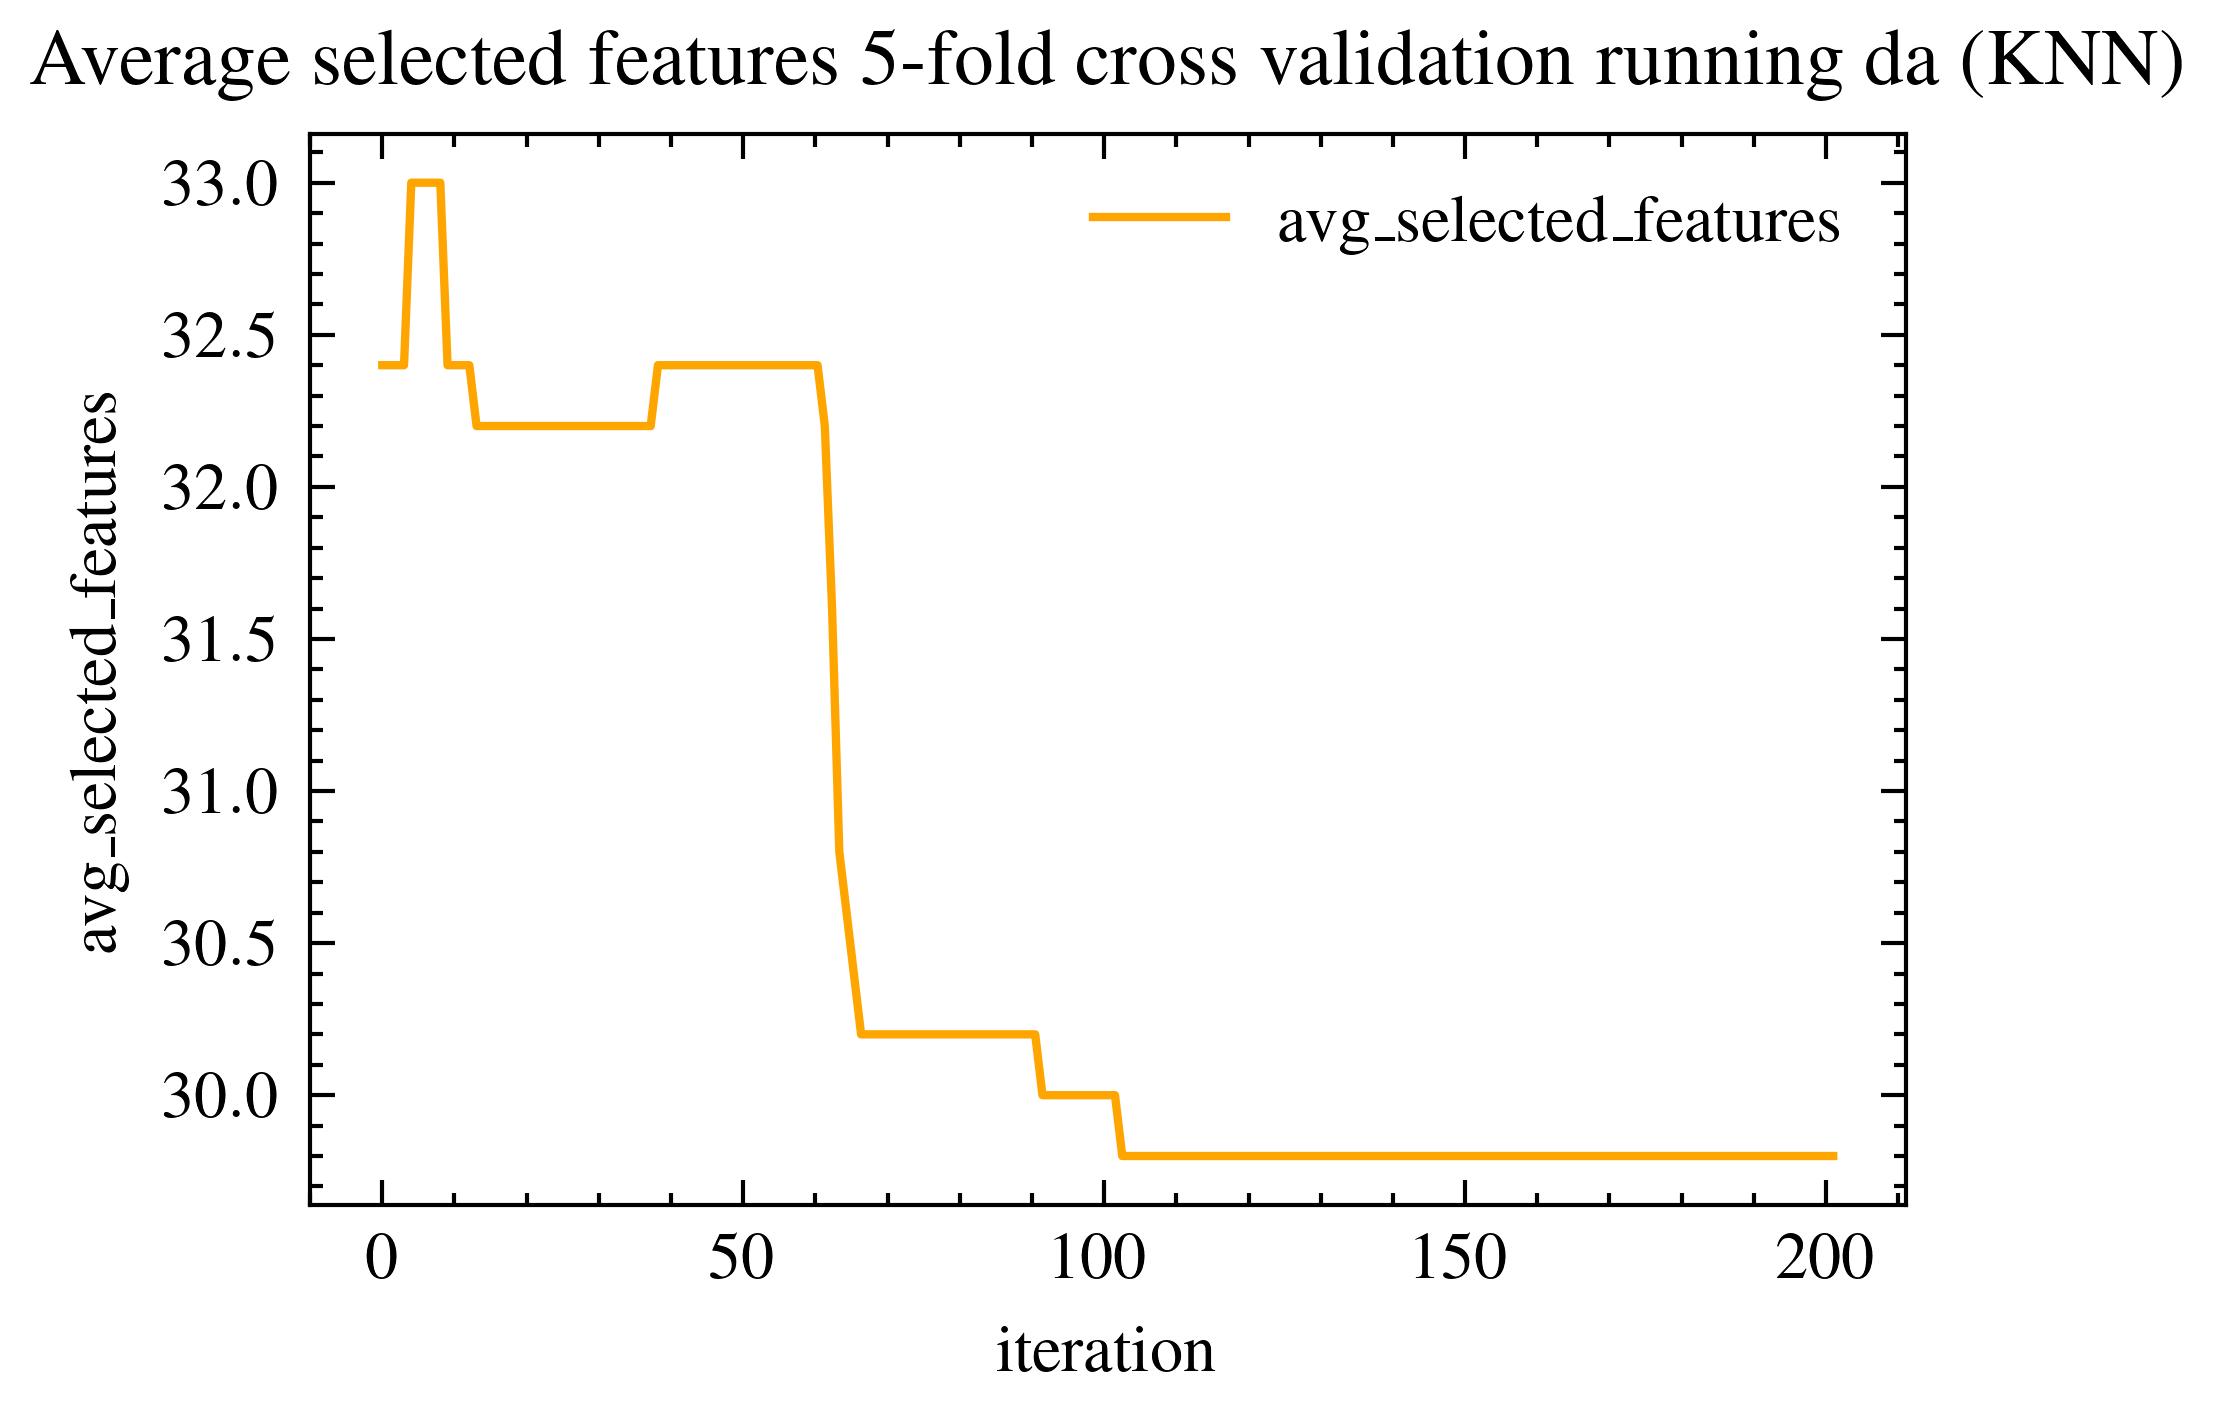 Average selected features 5-fold cross validation running da (KNN)
avg_selected_features
33.0
32.5
32.0
31.5
31.0
30.5
30.0
avg_selected_features
0 50 100 150 200
iteration